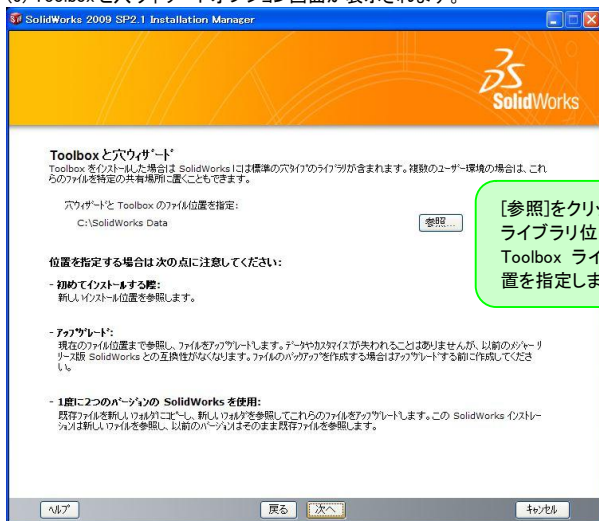 Toolboxと穴ウィザードオプション画面が表示されます。
SolidWorks 2009 SP2.1 Installation Manager
SolidWorks
Toolboxと穴ウィザード
Toolbox をインストールした場合は SolidWorks には標準の穴タイプのライブラリが含まれます。複数のユーザー環境の場合は、これ
らのファイルを特定の共有場所に置くこともできます。
穴ウィザードと Toolbox のファイル位置を指定:
C:\SolidWorks Data
参照...
[参照]をクリ
ライブラリ位
Toolbox ライ
置を指定しま
位置を指定する場合は次の点に注意してください:
- 初めてインストールする際:
新しいインストール位置を参照します。
- アップグレード:
現在のファイル位置まで参照し、ファイルをアップグレードします。データやカスタマイズが失われることはありませんが、以前のメジャーリ
リース版 SolidWorks との互換性がなくなります。ファイルのバックアップを作成する場合はアップグレードする前に作成してくださ
い。
- 1度に2つのバージョンの SolidWorks を使用:
既存ファイルを新しいフォルダにコピーし、新しいフォルダを参照してこれらのファイルをアップグレードします。この SolidWorks インストレー
ションは新しいファイルを参照し、以前のバージョンはそのまま既存ファイルを参照します。
ヘルプ
戻る
次へ
キャンセル